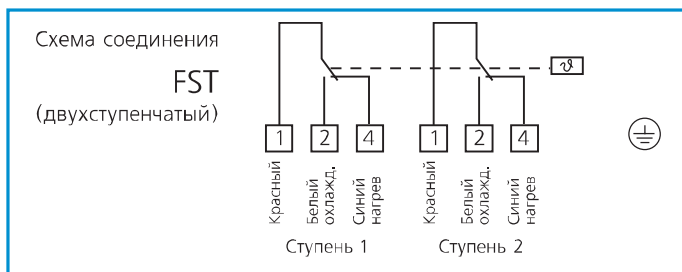 Схема соединения
FST
(двухступенчатый)
ϑ
1 2 4 1 2 4
Красный
Белый
охлажд.
Синий
нагрев
Красный
Белый
охлажд.
Синий
нагрев
Ступень 1 Ступень 2